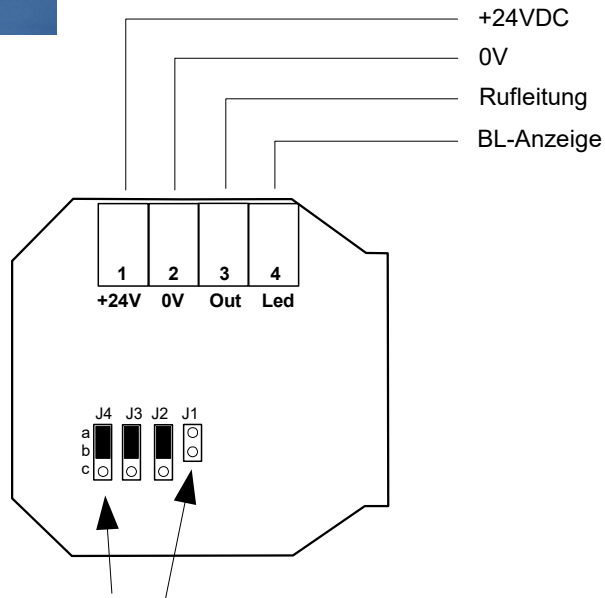 +24VDC
0V
Rufleitung
BL-Anzeige
1 2 3 4
+24V 0V Out Led
J4 J3 J2 J1
a
b
c